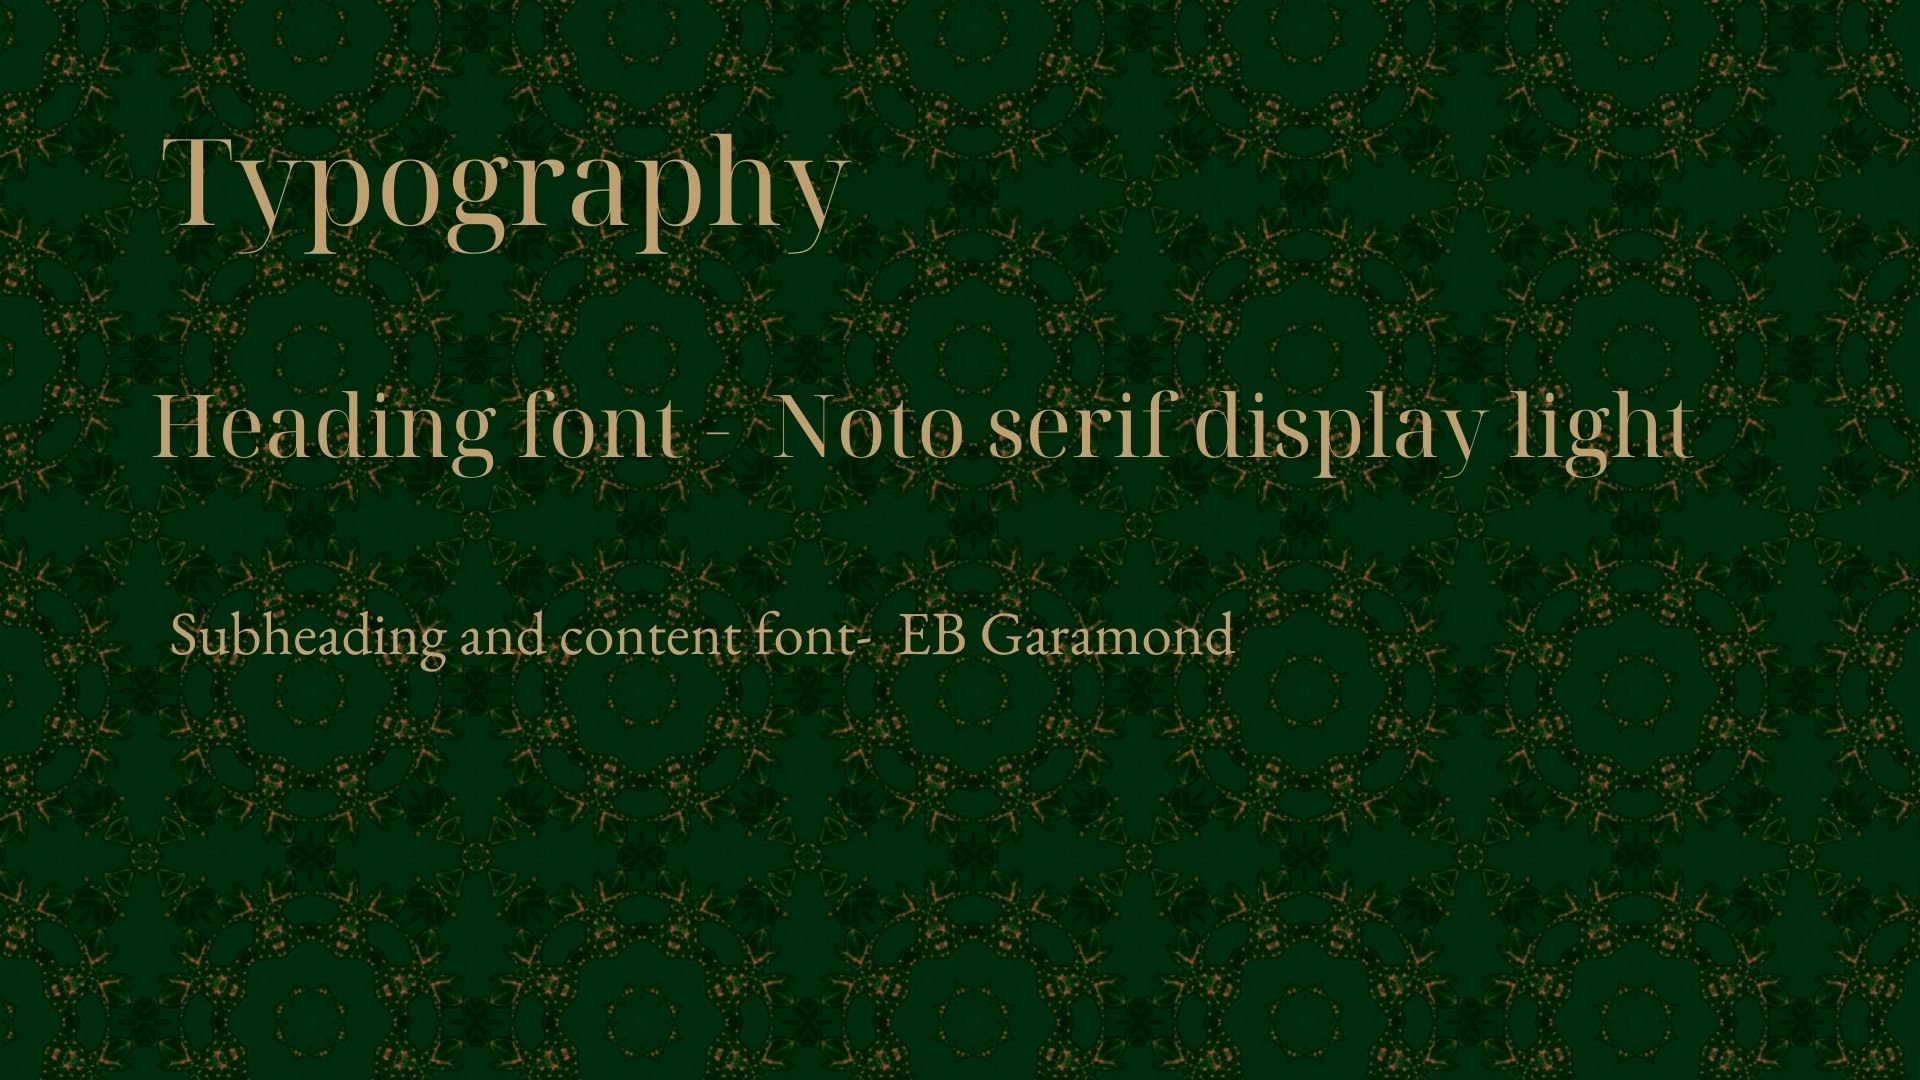 Typography
Heading font -  Noto serif display light
Subheading and content font-  EB Garamond